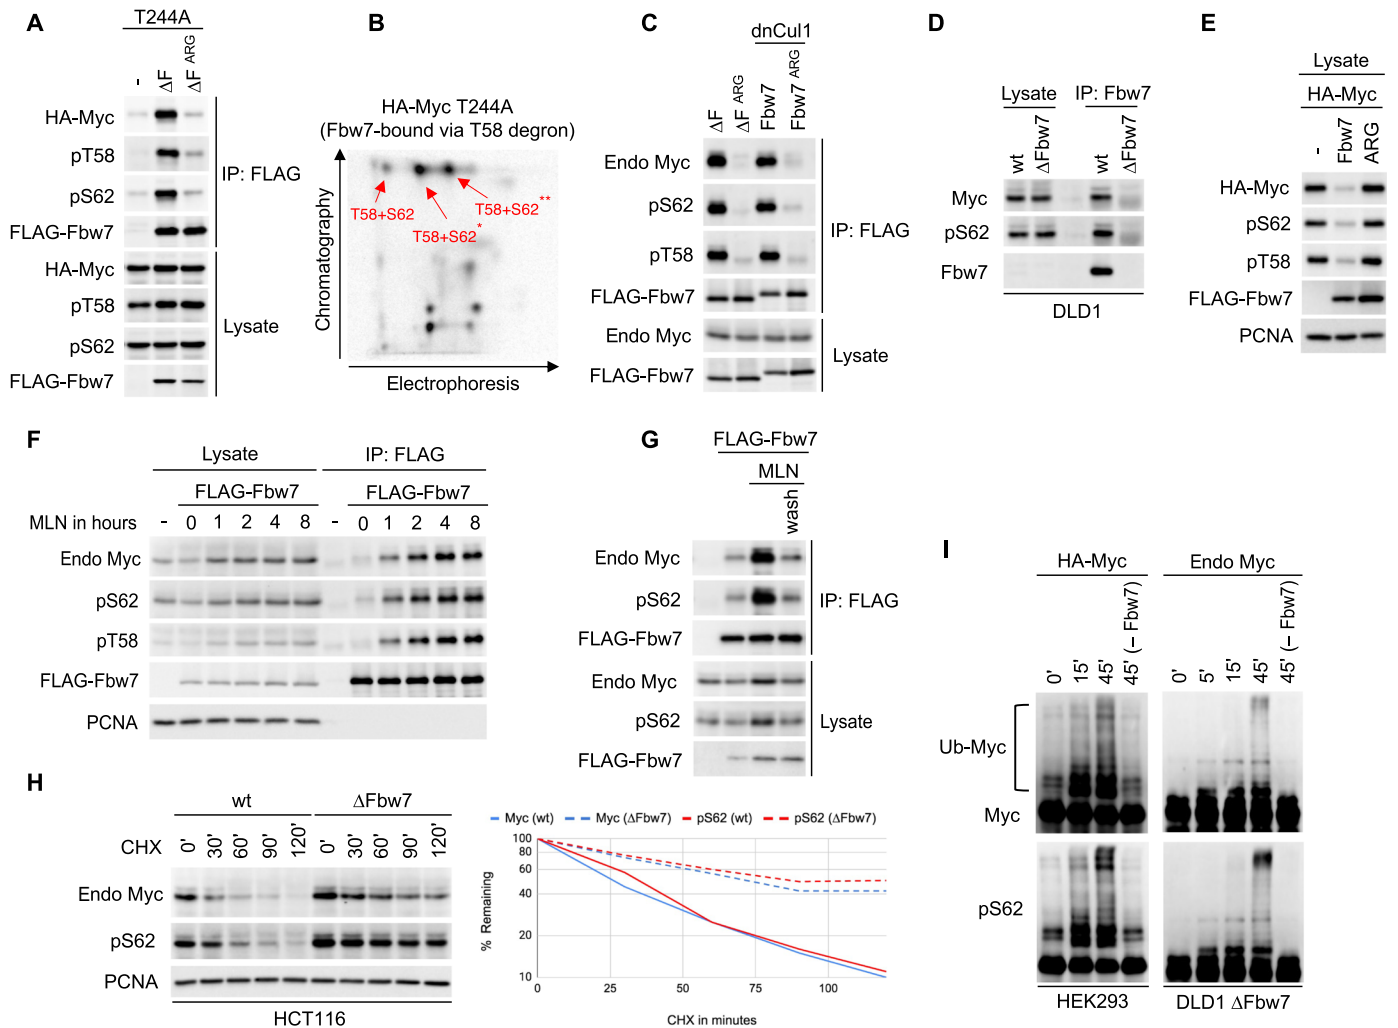 A
T244A
-
ΔF
ΔF ARG
HA-Myc
pT58
pS62
FLAG-Fbw7
IP: FLAG
HA-Myc
pT58
pS62
FLAG-Fbw7
Lysate
B
HA-Myc T244A
(Fbw7-bound via T58 degron)
T58+S62
T58+S62*
T58+S62**
Chromatography
Electrophoresis
C
dnCul1
ΔF
ΔF ARG
Fbw7
Fbw7 ARG
Endo Myc
pS62
pT58
FLAG-Fbw7
IP: FLAG
Endo Myc
FLAG-Fbw7
Lysate
D
Lysate
IP: Fbw7
wt
ΔFbw7
wt
ΔFbw7
Myc
pS62
Fbw7
DLD1
E
Lysate
HA-Myc
-
Fbw7
ARG
HA-Myc
pS62
pT58
FLAG-Fbw7
PCNA
F
Lysate
IP: FLAG
FLAG-Fbw7
FLAG-Fbw7
MLN in hours - 0 1 2 4 8 - 0 1 2 4 8
Endo Myc
pS62
pT58
FLAG-Fbw7
PCNA
G
FLAG-Fbw7
MLN
wash
Endo Myc
pS62
FLAG-Fbw7
IP: FLAG
Endo Myc
pS62
FLAG-Fbw7
Lysate
H
wt
ΔFbw7
CHX 0' 30' 60' 90' 120' 0' 30' 60' 90' 120'
Endo Myc
pS62
PCNA
HCT116
Myc (wt) Myc (ΔFbw7) pS62 (wt) pS62 (ΔFbw7)
100
80
60
40
20
10
% Remaining
0 25 50 75 100
CHX in minutes
I
HA-Myc
Endo Myc
0' 15' 45' 45' (– Fbw7)
0' 5' 15' 45' 45' (– Fbw7)
Ub-Myc
Myc
pS62
HEK293
DLD1 ΔFbw7